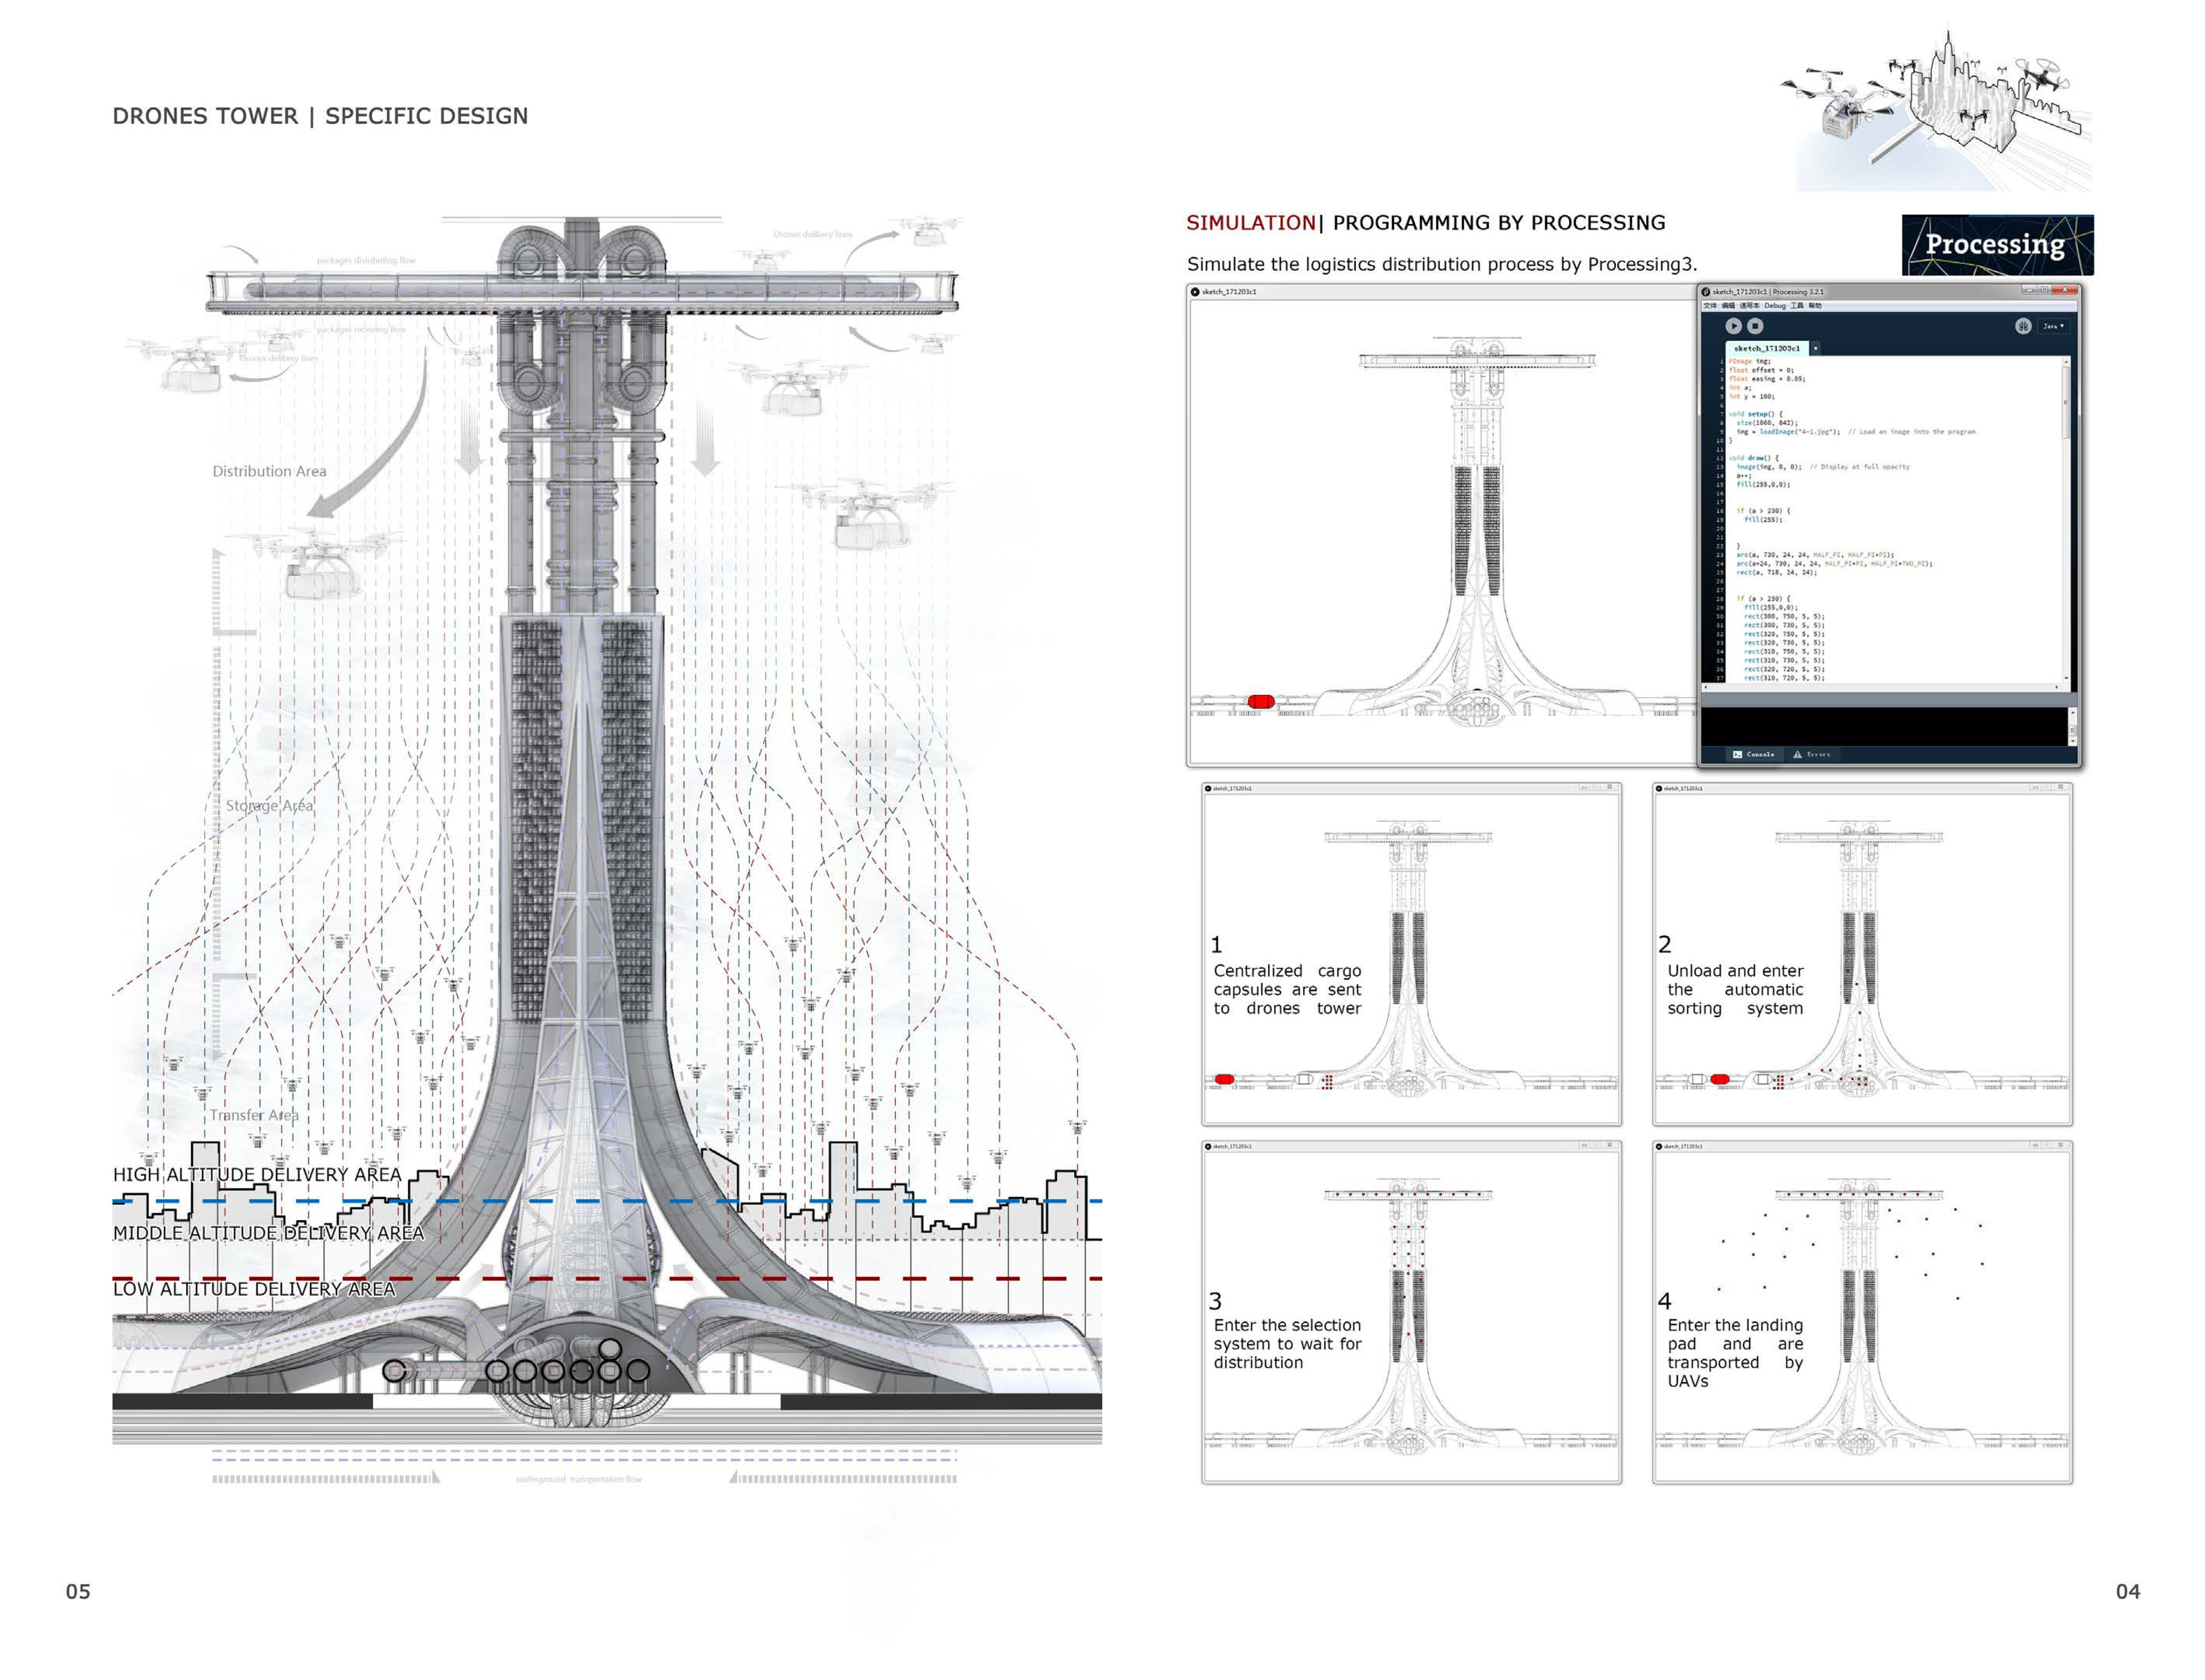 DRONES TOWER | SPECIFIC DESIGN
Drones delibery lines
packages distributing flow
packages receiving flow
Drones delibery lines
Distribution Area
Storage Area
Transfer Area
HIGH ALTITUDE DELIVERY AREA
MIDDLE ALTITUDE DELIVERY AREA
LOW ALTITUDE DELIVERY AREA
underground transportation flow
05
SIMULATION| PROGRAMMING BY PROCESSING
Processing
Simulate the logistics distribution process by Processing3.
sketch_171203c1
sketch_171203c1 | Processing 3.2.1
文件 编辑 速写本 Debug 工具 帮助
Java
sketch_171203c1
1 PImage img;
2 float offset = 0;
3 float easing = 0.05;
4 int a;
5 int y = 100;
6
7 void setup() {
8 size(1060, 842);
9 img = loadImage("4-1.jpg"); // Load an image into the program
10 }
11
12 void draw() {
13 image(img, 0, 0); // Display at full opacity
14 a++;
15 fill(255,0,0);
16
17
18 if (a > 230) {
19 fill(255);
20
21
22 }
23 arc(a, 730, 24, 24, HALF_PI, HALF_PI+PI);
24 arc(a+24, 730, 24, 24, HALF_PI+PI, HALF_PI+TWO_PI);
25 rect(a, 718, 24, 24);
26
27
28 if (a > 230) {
29 fill(255,0,0);
30 rect(300, 750, 5, 5);
31 rect(300, 730, 5, 5);
32 rect(320, 750, 5, 5);
33 rect(320, 730, 5, 5);
34 rect(310, 750, 5, 5);
35 rect(310, 730, 5, 5);
36 rect(320, 720, 5, 5);
37 rect(310, 720, 5, 5);
Console Errors
sketch_171203c1
1
Centralized cargo
capsules are sent
to drones tower
sketch_171203c1
2
Unload and enter
the automatic
sorting system
sketch_171203c1
3
Enter the selection
system to wait for
distribution
sketch_171203c1
4
Enter the landing
pad and are
transported by
UAVs
04